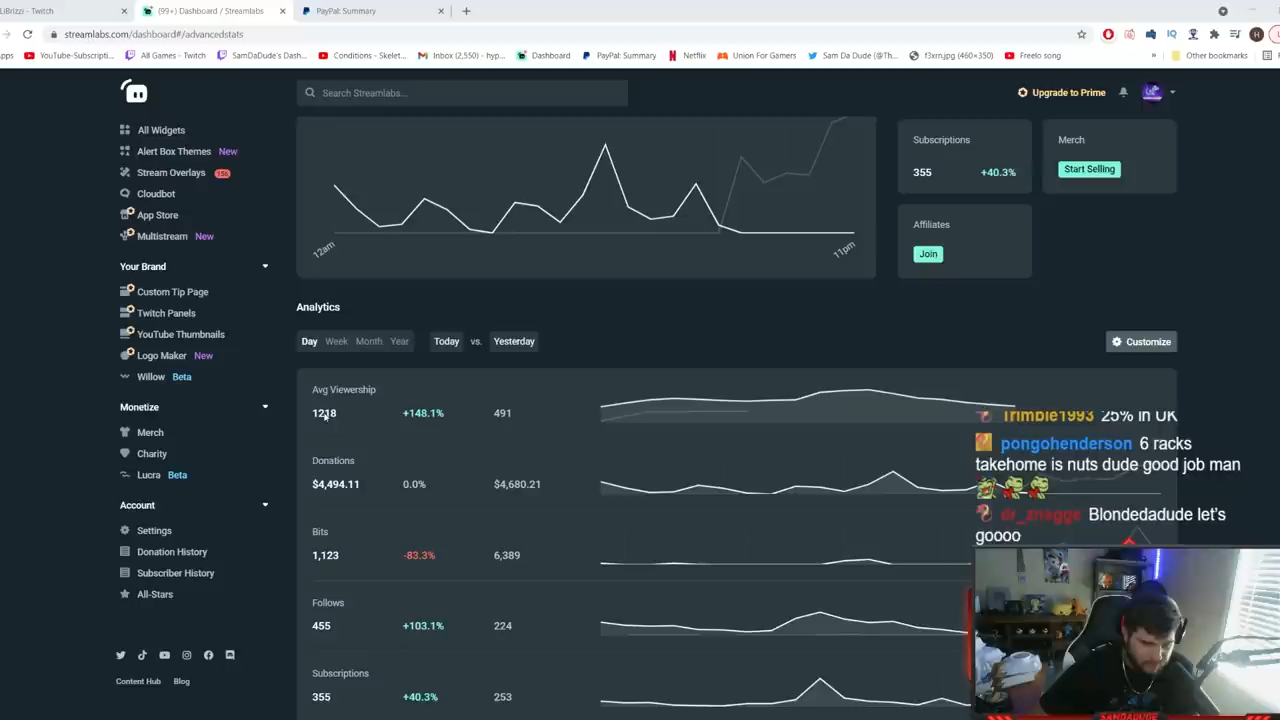 LiBrizzi - Twitch
(99+) Dashboard / Streamlabs
PayPal: Summary
streamlabs.com/dashboard#/advancedstats
Apps
YouTube-Subscripti...
All Games - Twitch
SamDaDude's Dash...
Conditions - Skelet...
Inbox (2,550) - hyp...
Dashboard
PayPal: Summary
Netflix
Union For Gamers
Sam Da Dude (@Th...
f3xrn.jpg (460×350)
Freelo song
»
Other bookmarks
Search Streamlabs...
Upgrade to Prime
All Widgets
Alert Box Themes New
Stream Overlays
Cloudbot
App Store
Multistream New
Your Brand
Custom Tip Page
Twitch Panels
YouTube Thumbnails
Logo Maker New
Willow Beta
Monetize
Merch
Charity
Lucra Beta
Account
Settings
Donation History
Subscriber History
All-Stars
Content Hub
Blog
12am
11pm
Subscriptions
355 +40.3%
Merch
Start Selling
Affiliates
Join
Analytics
Day Week Month Year
Today vs. Yesterday
Customize
Avg Viewership
1218 +148.1% 491
Donations
$4,494.11 0.0% $4,680.21
Bits
1,123 -83.3% 6,389
Follows
455 +103.1% 224
Subscriptions
355 +40.3% 253
Trimble1993 25% in UK
pongohenderson 6 racks
takehome is nuts dude good job man
dr_znagge Blondedadude let's
goooo
SAMDADUDE